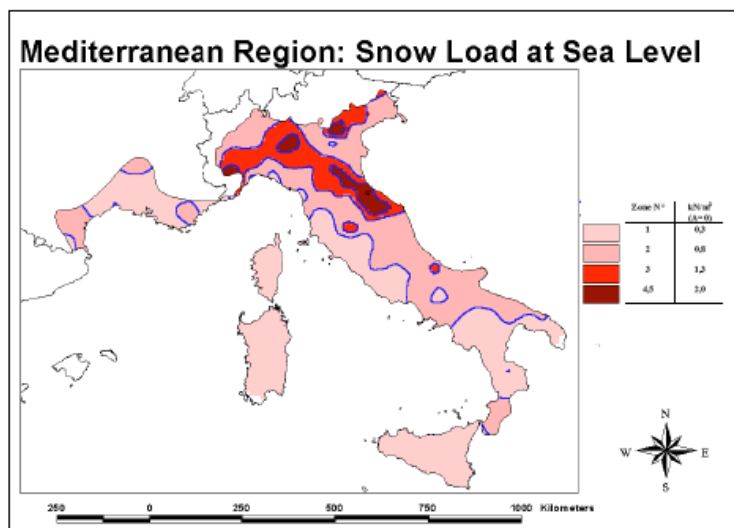 Mediterranean Region: Snow Load at Sea Level
Zone N° kN/m²
(A=0)
1 0,3
2 0,8
3 1,3
4,5 2,0
N
W E
S
250 0 250 500 750 1000 Kilometers